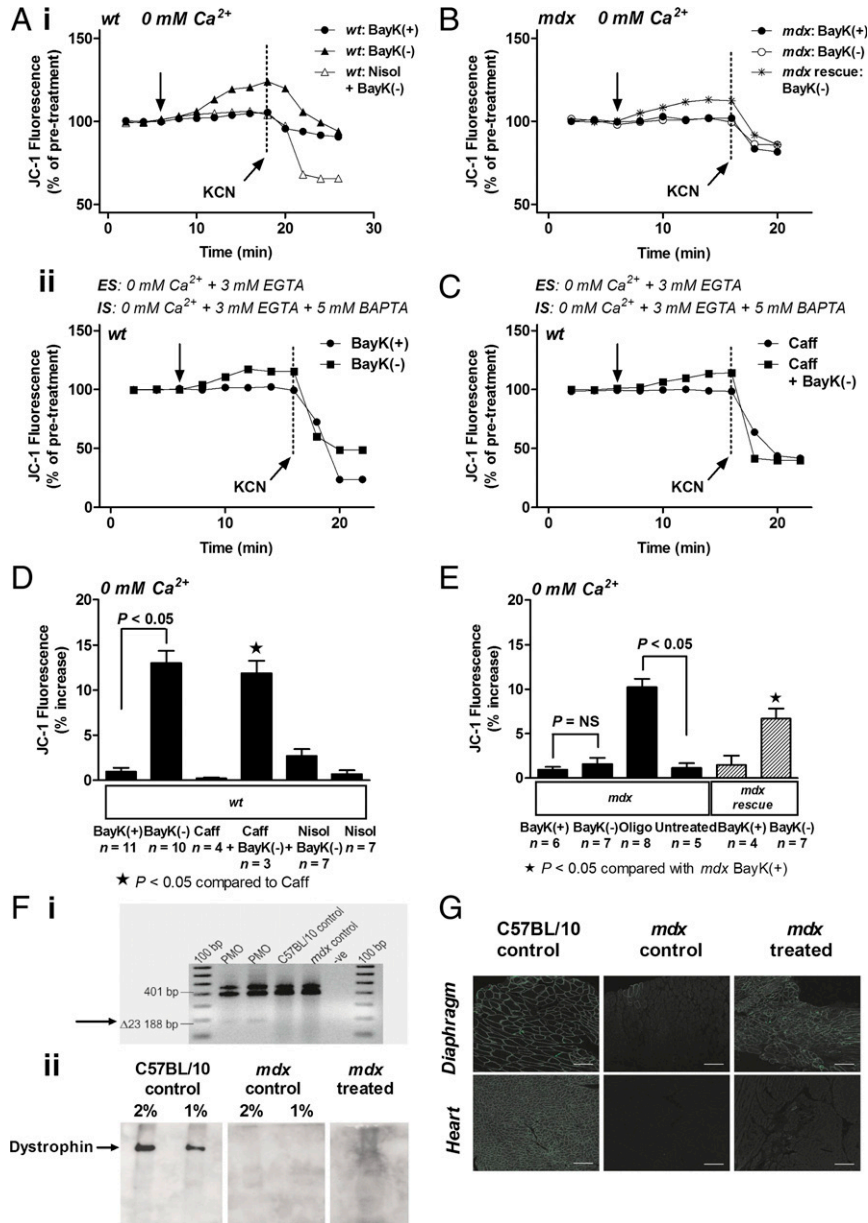 A i wt 0 mM Ca2+
wt: BayK(+)
wt: BayK(-)
wt: Nisol
+ BayK(-)
JC-1 Fluorescence
(% of pre-treatment)
150
100
50
0
10
20
30
KCN
Time (min)
B mdx 0 mM Ca2+
mdx: BayK(+)
mdx: BayK(-)
mdx rescue:
BayK(-)
JC-1 Fluorescence
(% of pre-treatment)
150
100
50
0
10
20
KCN
Time (min)
ii ES: 0 mM Ca2+ + 3 mM EGTA
IS: 0 mM Ca2+ + 3 mM EGTA + 5 mM BAPTA
wt
BayK(+)
BayK(-)
JC-1 Fluorescence
(% of pre-treatment)
150
100
50
0
0
10
20
KCN
Time (min)
C ES: 0 mM Ca2+ + 3 mM EGTA
IS: 0 mM Ca2+ + 3 mM EGTA + 5 mM BAPTA
wt
Caff
Caff
+ BayK(-)
JC-1 Fluorescence
(% of pre-treatment)
150
100
50
0
0
10
20
KCN
Time (min)
D 0 mM Ca2+
JC-1 Fluorescence
(% increase)
20
15
10
5
0
P < 0.05
★
wt
BayK(+) BayK(-) Caff Caff Nisol Nisol
n = 11 n = 10 n = 4 + BayK(-) + BayK(-) n = 7
n = 3 n = 7
★ P < 0.05 compared to Caff
E 0 mM Ca2+
JC-1 Fluorescence
(% increase)
20
15
10
5
0
P = NS
P < 0.05
★
mdx
mdx
rescue
BayK(+) BayK(-) Oligo Untreated BayK(+) BayK(-)
n = 6 n = 7 n = 8 n = 5 n = 4 n = 7
★ P < 0.05 compared with mdx BayK(+)
F i
100 bp
PMO
PMO
C57BL/10 control
mdx control
-ve
100 bp
401 bp
Δ23 188 bp
ii
C57BL/10
control
mdx
control
mdx
treated
2% 1% 2% 1%
Dystrophin
G
C57BL/10
control
mdx
control
mdx
treated
Diaphragm
Heart